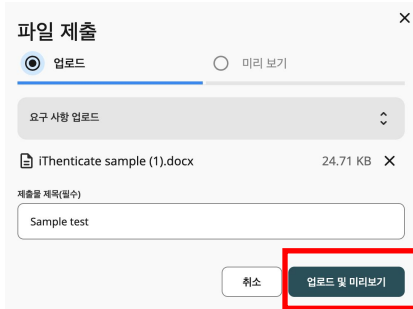 파일 제출
업로드
미리 보기
요구 사항 업로드
iThenticate sample (1).docx 24.71 KB
제출물 제목(필수)
Sample test
취소 업로드 및 미리보기